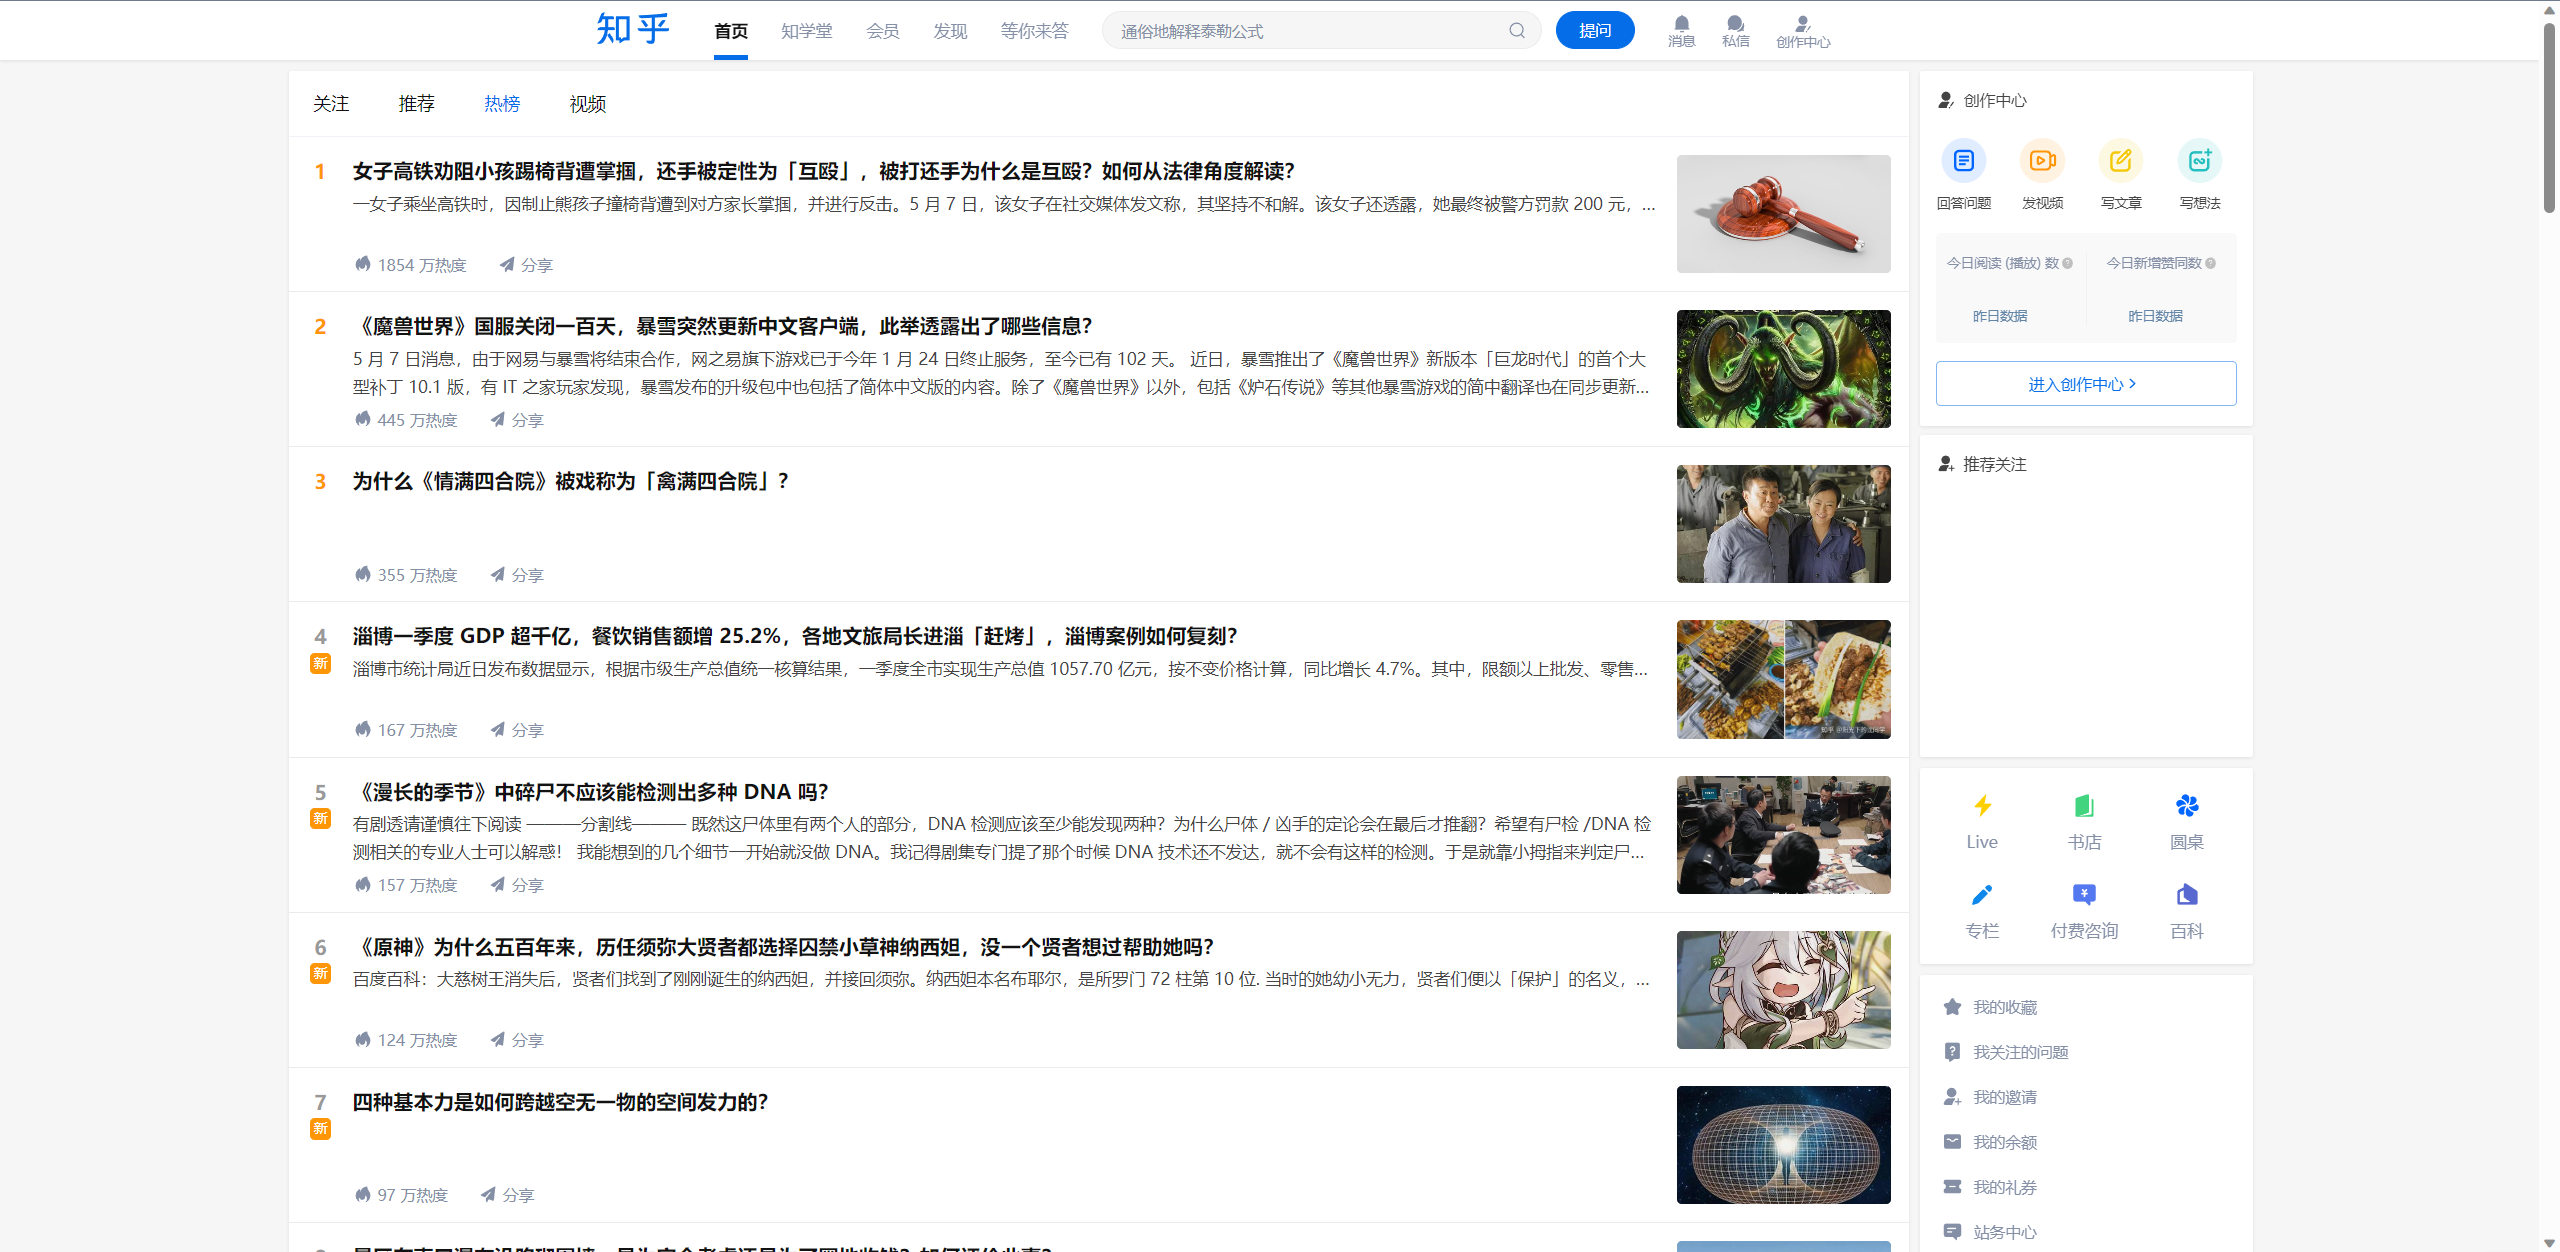 知乎
首页 知学堂 会员 发现 等你来答
通俗地解释泰勒公式
提问
消息 私信 创作中心
关注 推荐 热榜 视频
1
女子高铁劝阻小孩踢椅背遭掌掴，还手被定性为「互殴」，被打还手为什么是互殴？如何从法律角度解读？
一女子乘坐高铁时，因制止熊孩子撞椅背遭到对方家长掌掴，并进行反击。5 月 7 日，该女子在社交媒体发文称，其坚持不和解。该女子还透露，她最终被警方罚款 200 元，...
1854 万热度 分享
2
《魔兽世界》国服关闭一百天，暴雪突然更新中文客户端，此举透露出了哪些信息？
5 月 7 日消息，由于网易与暴雪将结束合作，网之易旗下游戏已于今年 1 月 24 日终止服务，至今已有 102 天。 近日，暴雪推出了《魔兽世界》新版本「巨龙时代」的首个大
型补丁 10.1 版，有 IT 之家玩家发现，暴雪发布的升级包中也包括了简体中文版的内容。除了《魔兽世界》以外，包括《炉石传说》等其他暴雪游戏的简中翻译也在同步更新...
445 万热度 分享
3
为什么《情满四合院》被戏称为「禽满四合院」？
355 万热度 分享
4
新
淄博一季度 GDP 超千亿，餐饮销售额增 25.2%，各地文旅局长进淄「赶烤」，淄博案例如何复刻？
淄博市统计局近日发布数据显示，根据市级生产总值统一核算结果，一季度全市实现生产总值 1057.70 亿元，按不变价格计算，同比增长 4.7%。其中，限额以上批发、零售...
167 万热度 分享
5
新
《漫长的季节》中碎尸不应该能检测出多种 DNA 吗？
有剧透请谨慎往下阅读 ————分割线———— 既然这尸体里有两个人的部分，DNA 检测应该至少能发现两种？为什么尸体 / 凶手的定论会在最后才推翻？希望有尸检 /DNA 检
测相关的专业人士可以解惑！ 我能想到的几个细节一开始就没做 DNA。我记得剧集专门提了那个时候 DNA 技术还不发达，就不会有这样的检测。于是就靠小拇指来判定尸...
157 万热度 分享
6
新
《原神》为什么五百年来，历任须弥大贤者都选择囚禁小草神纳西妲，没一个贤者想过帮助她吗？
百度百科：大慈树王消失后，贤者们找到了刚刚诞生的纳西妲，并接回须弥。纳西妲本名布耶尔，是所罗门 72 柱第 10 位. 当时的她幼小无力，贤者们便以「保护」的名义，...
124 万热度 分享
7
新
四种基本力是如何跨越空无一物的空间发力的？
97 万热度 分享
创作中心
回答问题 发视频 写文章 写想法
今日阅读 (播放) 数 今日新增赞同数
昨日数据 昨日数据
进入创作中心
推荐关注
Live 书店 圆桌
专栏 付费咨询 百科
我的收藏
我关注的问题
我的邀请
我的余额
我的礼券
站务中心